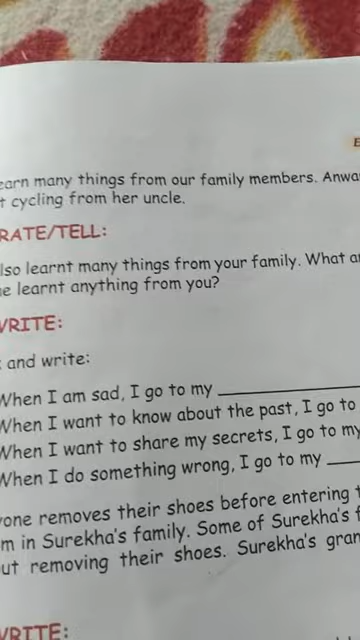 E
earn many things from our family members. Anwa
t cycling from her uncle.
RATE/TELL:
lso learnt many things from your family. What a
e learnt anything from you?
WRITE:
and write:
When I am sad, I go to my
When I want to know about the past, I go to
When I want to share my secrets, I go to my
When I do something wrong, I go to my
yone removes their shoes before entering t
m in Surekha's family. Some of Surekha's f
ut removing their shoes. Surekha's gran
WRITE: